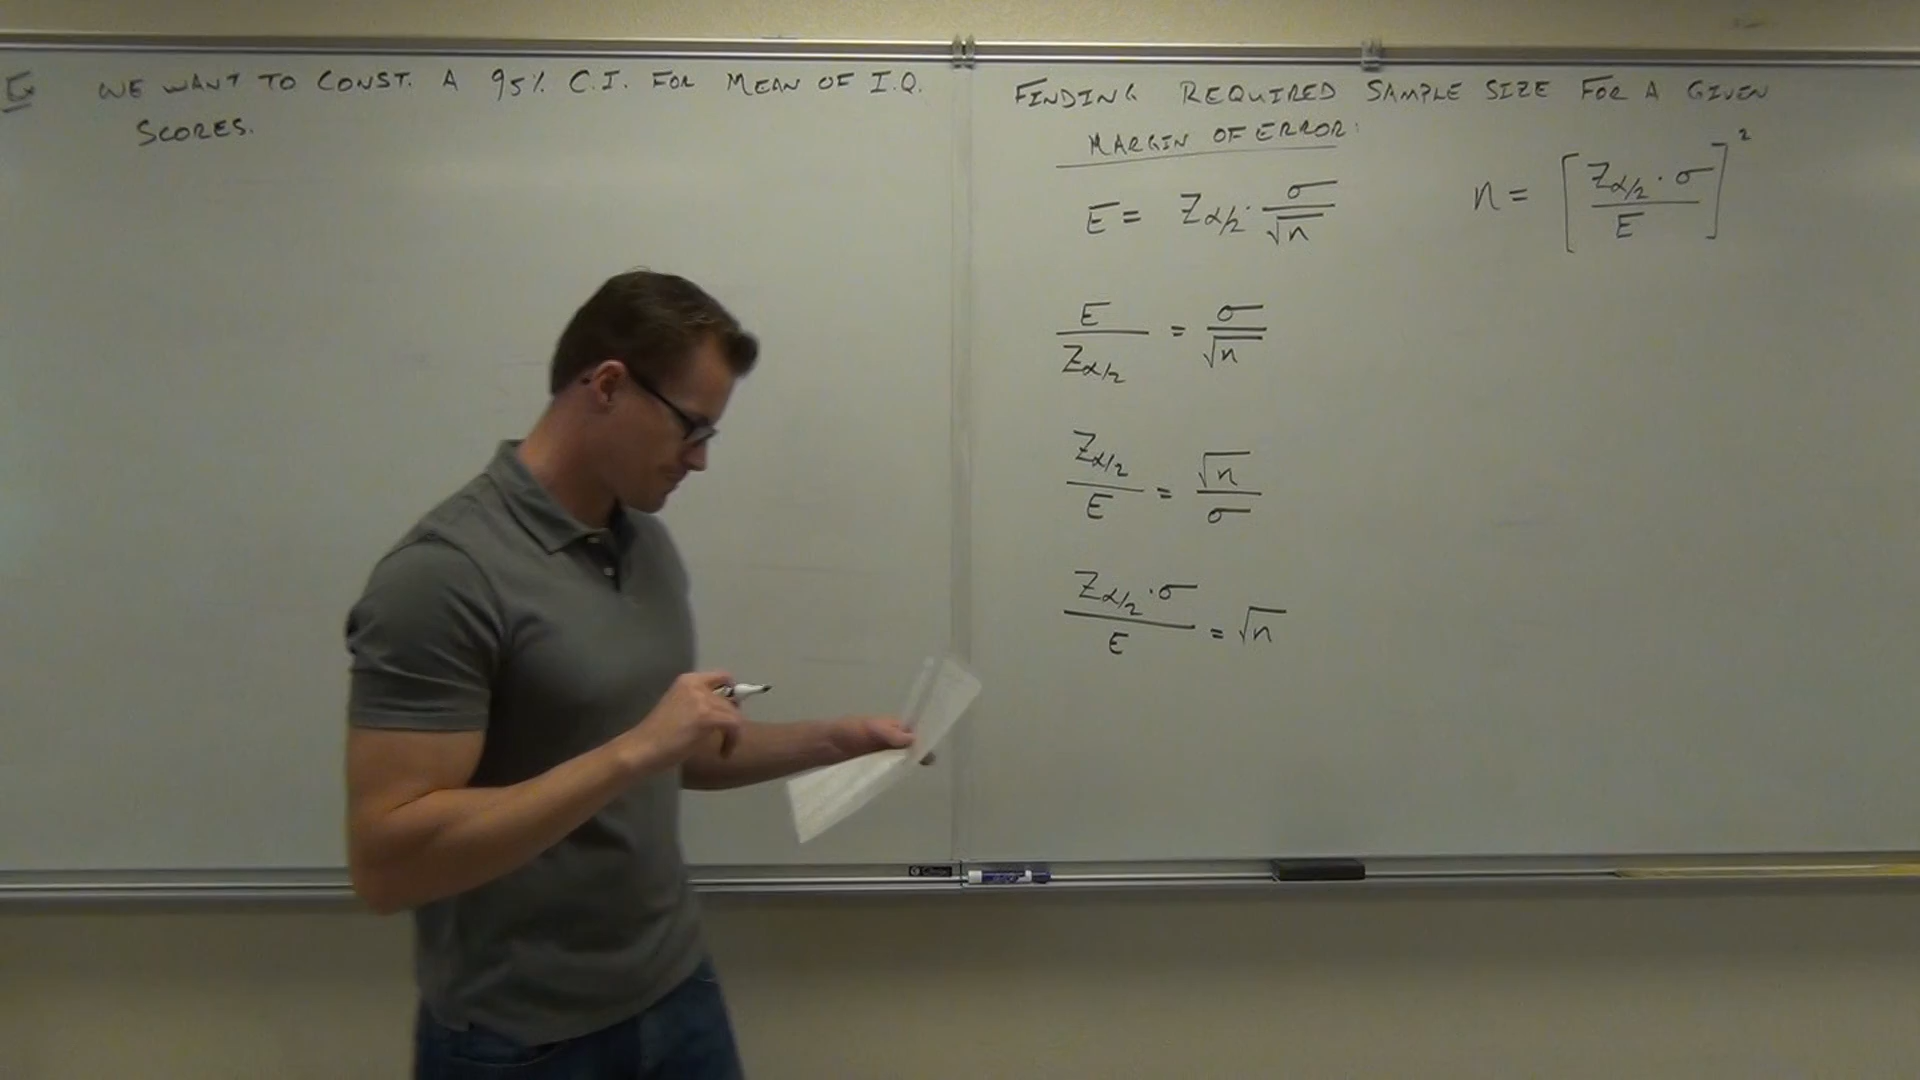 Ex WE WANT TO CONST. A 95% C.I. FOR MEAN OF I.Q.
SCORES.
FINDING REQUIRED SAMPLE SIZE FOR A GIVEN
MARGIN OF ERROR:
E = Zα/2 · σ/√n
E/Zα/2 = σ/√n
Zα/2/E = √n/σ
Zα/2 · σ/E = √n
n = [Zα/2 · σ/E]²